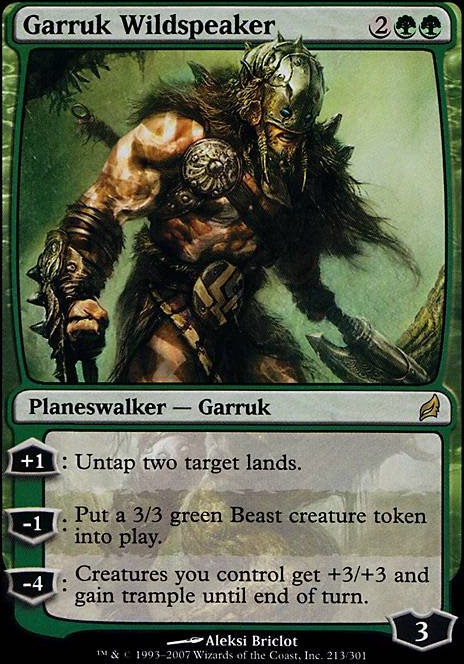 Garruk Wildspeaker 2
Planeswalker — Garruk
+1 : Untap two target lands.
-1 : Put a 3/3 green Beast creature token
into play.
-4 : Creatures you control get +3/+3 and
gain trample until end of turn.
3
Aleksi Briclot
™ & © 1993–2007 Wizards of the Coast, Inc. 213/301